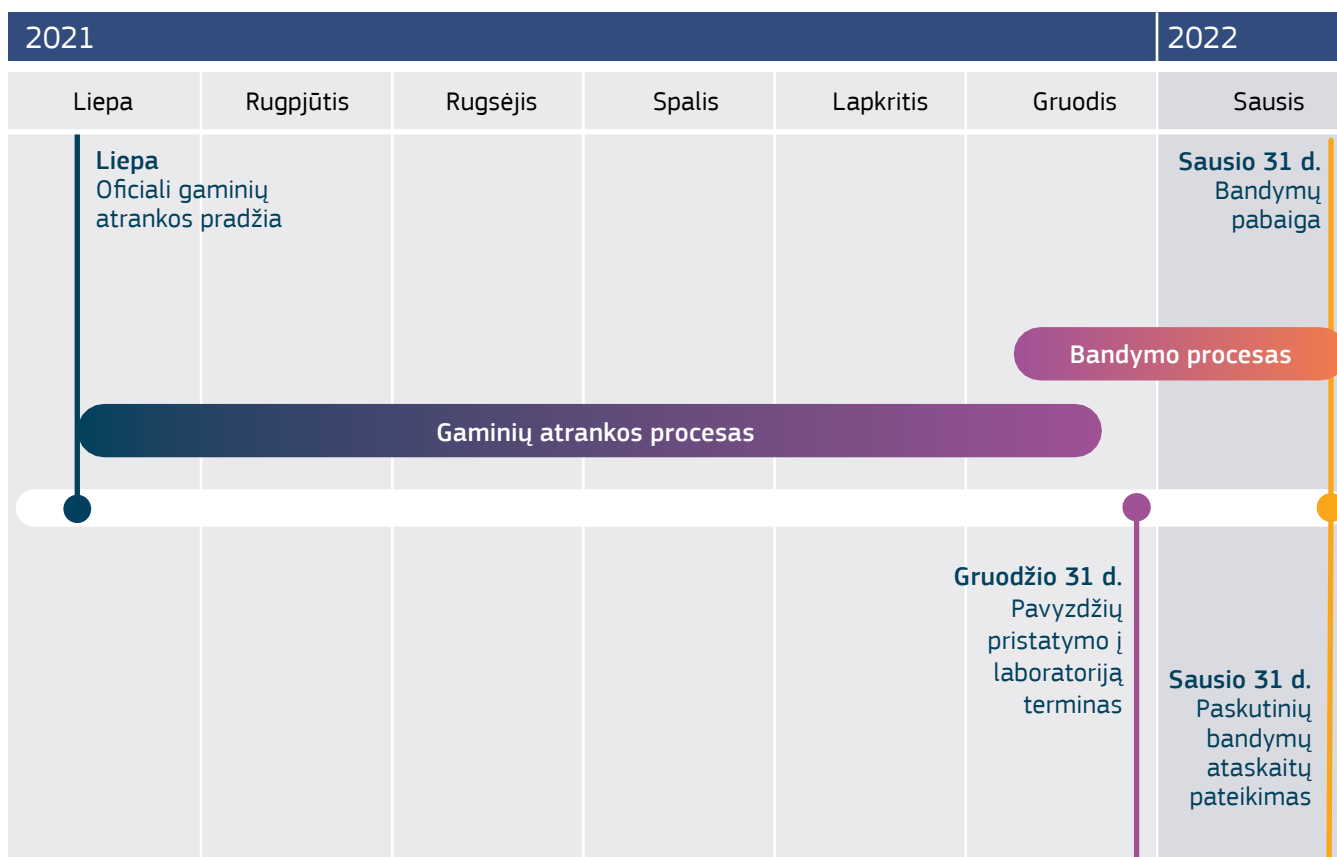 2021
2022
Liepa
Rugpjūtis
Rugsėjis
Spalis
Lapkritis
Gruodis
Sausis
Liepa
Oficiali gaminių
atrankos pradžia
Sausio 31 d.
Bandymų
pabaiga
Bandymo procesas
Gaminių atrankos procesas
Gruodžio 31 d.
Pavyzdžių
pristatymo į
laboratoriją
terminas
Sausio 31 d.
Paskutinių
bandymų
ataskaitų
pateikimas